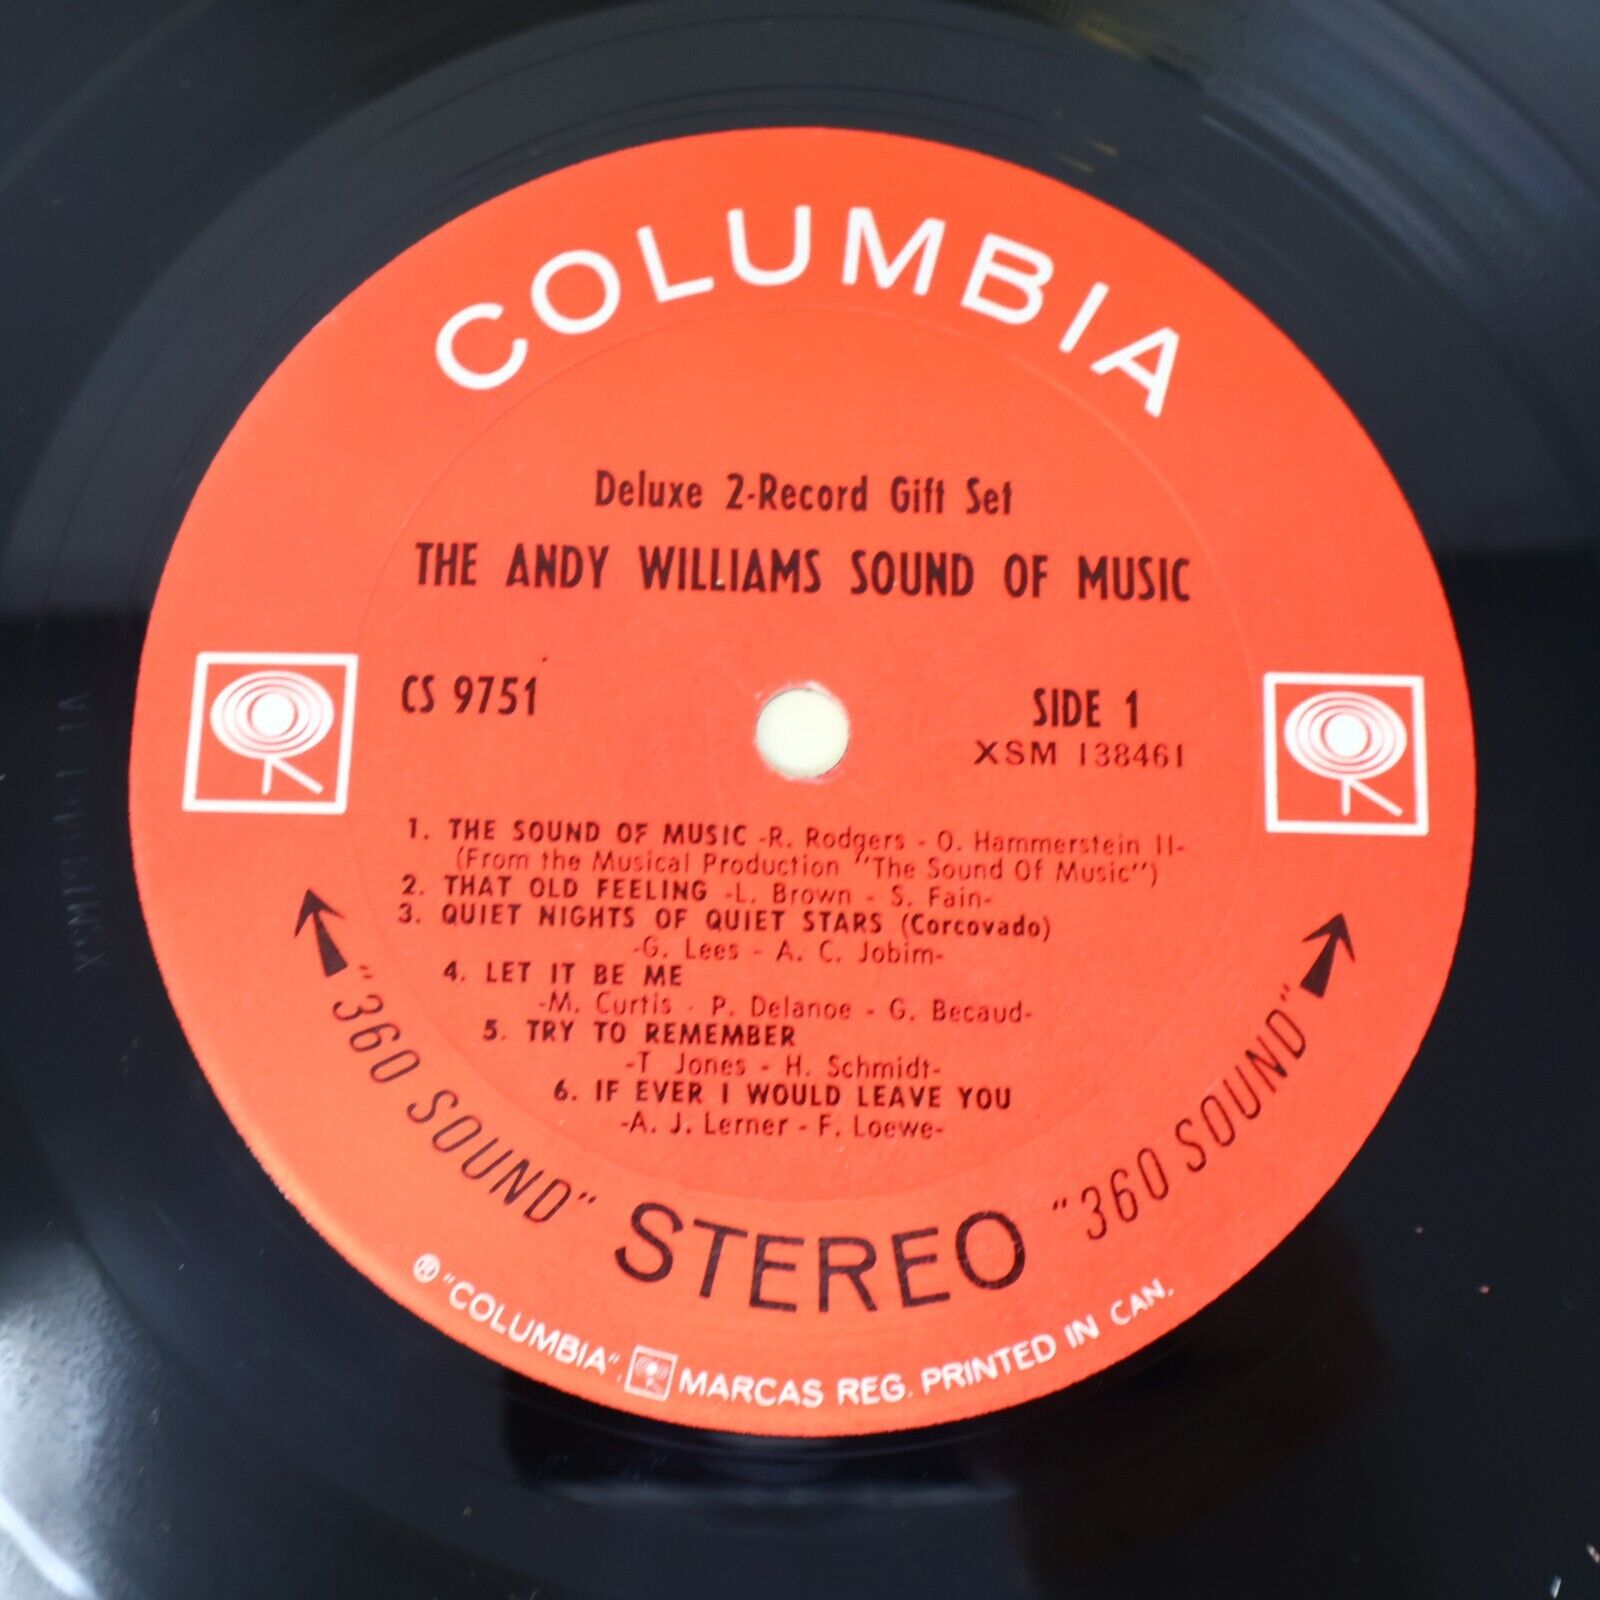 COLUMBIA
Deluxe 2-Record Gift Set
THE ANDY WILLIAMS SOUND OF MUSIC
CS 9751
SIDE 1
XSM 138461
1. THE SOUND OF MUSIC -R. Rodgers - O. Hammerstein II-
(From the Musical Production "The Sound Of Music")
2. THAT OLD FEELING -L. Brown - S. Fain-
3. QUIET NIGHTS OF QUIET STARS (Corcovado)
-G. Lees - A. C. Jobim-
4. LET IT BE ME
-M. Curtis - P. Delanoe - G. Becaud-
5. TRY TO REMEMBER
-T Jones - H. Schmidt-
6. IF EVER I WOULD LEAVE YOU
-A. J. Lerner - F. Loewe-
"360 SOUND" STEREO "360 SOUND"
® "COLUMBIA", MARCAS REG. PRINTED IN CAN.
XSM138461 1A